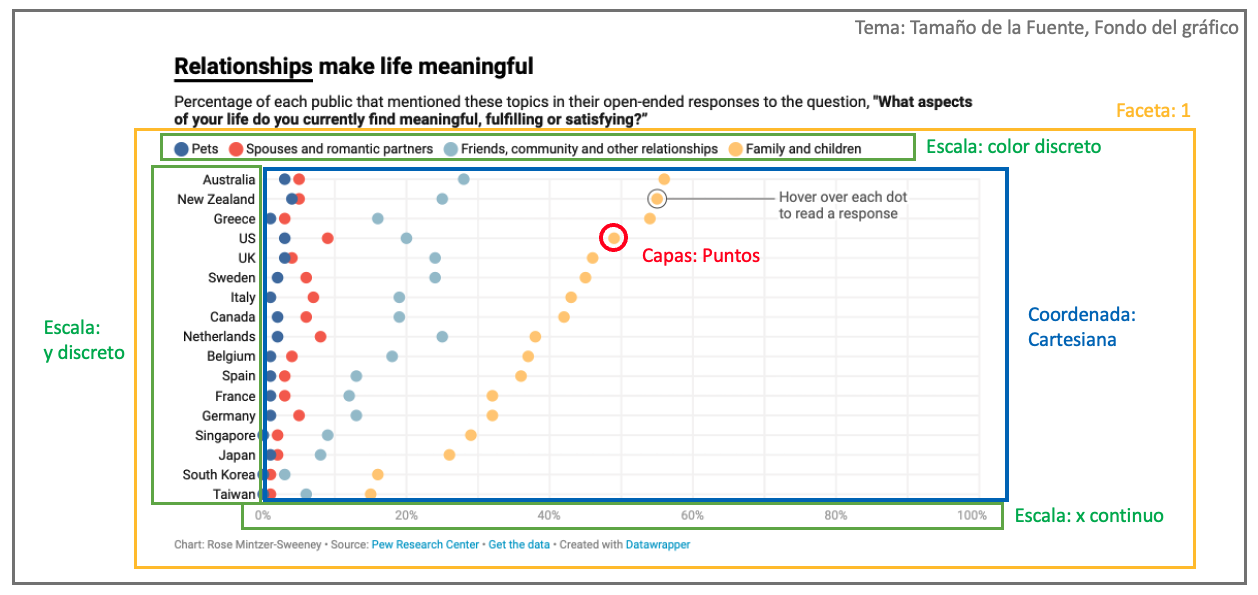 Tema: Tamaño de la Fuente, Fondo del gráfico
Relationships make life meaningful
Percentage of each public that mentioned these topics in their open-ended responses to the question, "What aspects
of your life do you currently find meaningful, fulfilling or satisfying?"
Faceta: 1
Pets Spouses and romantic partners Friends, community and other relationships Family and children
Escala: color discreto
Australia
New Zealand
Hover over each dot
to read a response
Greece
US
Capas: Puntos
UK
Sweden
Italy
Canada
Netherlands
Belgium
Spain
France
Germany
Singapore
Japan
South Korea
Taiwan
Escala:
y discreto
Coordenada:
Cartesiana
0% 20% 40% 60% 80% 100%
Escala: x continuo
Chart: Rose Mintzer-Sweeney • Source: Pew Research Center • Get the data • Created with Datawrapper